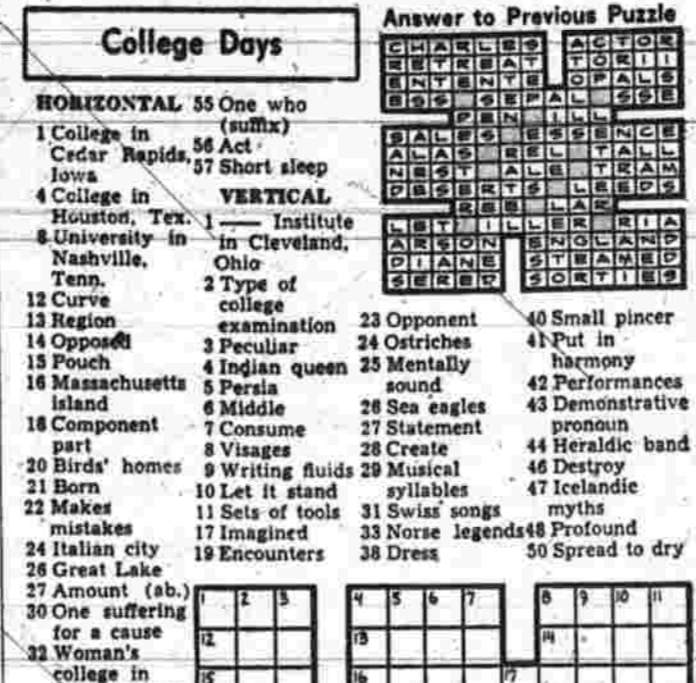 College Days
HORIZONTAL
1 College in
Cedar Rapids,
Iowa
4 College in
Houston, Tex.
8 University in
Nashville,
Tenn.
12 Curve
13 Region
14 Opposed
15 Pouch
16 Massachusetts
island
18 Component
part
20 Birds' homes
21 Born
22 Makes
mistakes
24 Italian city
26 Great Lake
27 Amount (ab.)
30 One suffering
for a cause
32 Woman's
college in
55 One who
(suffix)
56 Act
57 Short sleep
VERTICAL
1 —— Institute
in Cleveland,
Ohio
2 Type of
college
examination
3 Peculiar
4 Indian queen
5 Persia
6 Middle
7 Consume
8 Visages
9 Writing fluids
10 Let it stand
11 Sets of tools
17 Imagined
19 Encounters
Answer to Previous Puzzle
CHARLES ACTOR
RETREAT TORII
ENTENTE OPALS
ESS SEPAL SSE
PEN ILL
SALES ESSENCE
ALAS REL TALL
NEST ALE TRAM
DESERTS LEEDS
REE LAR
LET ILLER RIA
ARSON ENGLAND
DIANE STEAMED
SERED SORTIES
23 Opponent
24 Ostriches
25 Mentally
sound
26 Sea eagles
27 Statement
28 Create
29 Musical
syllables
31 Swiss songs
33 Norse legends
38 Dress
40 Small pincer
41 Put in
harmony
42 Performances
43 Demonstrative
pronoun
44 Heraldic band
46 Destroy
47 Icelandic
myths
48 Profound
50 Spread to dry
1 2 3 4 5 6 7 8 9 10 11
12 13 14
15 16 17